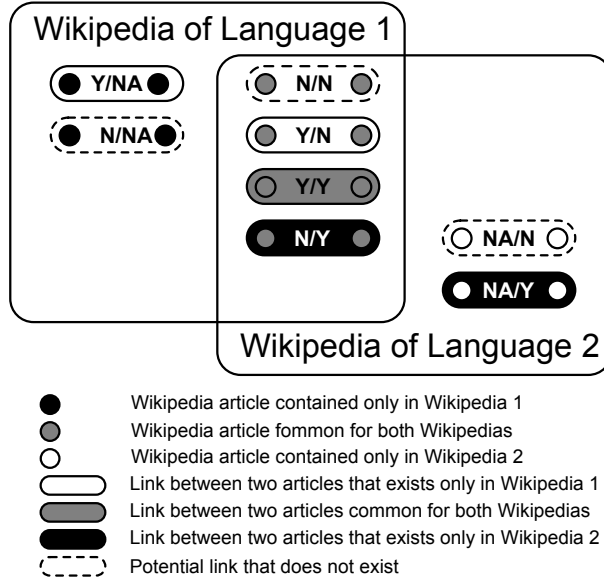 Wikipedia of Language 1
Y/NA
N/N
N/NA
Y/N
Y/Y
N/Y
NA/N
NA/Y
Wikipedia of Language 2
Wikipedia article contained only in Wikipedia 1
Wikipedia article fommon for both Wikipedias
Wikipedia article contained only in Wikipedia 2
Link between two articles that exists only in Wikipedia 1
Link between two articles common for both Wikipedias
Link between two articles that exists only in Wikipedia 2
Potential link that does not exist